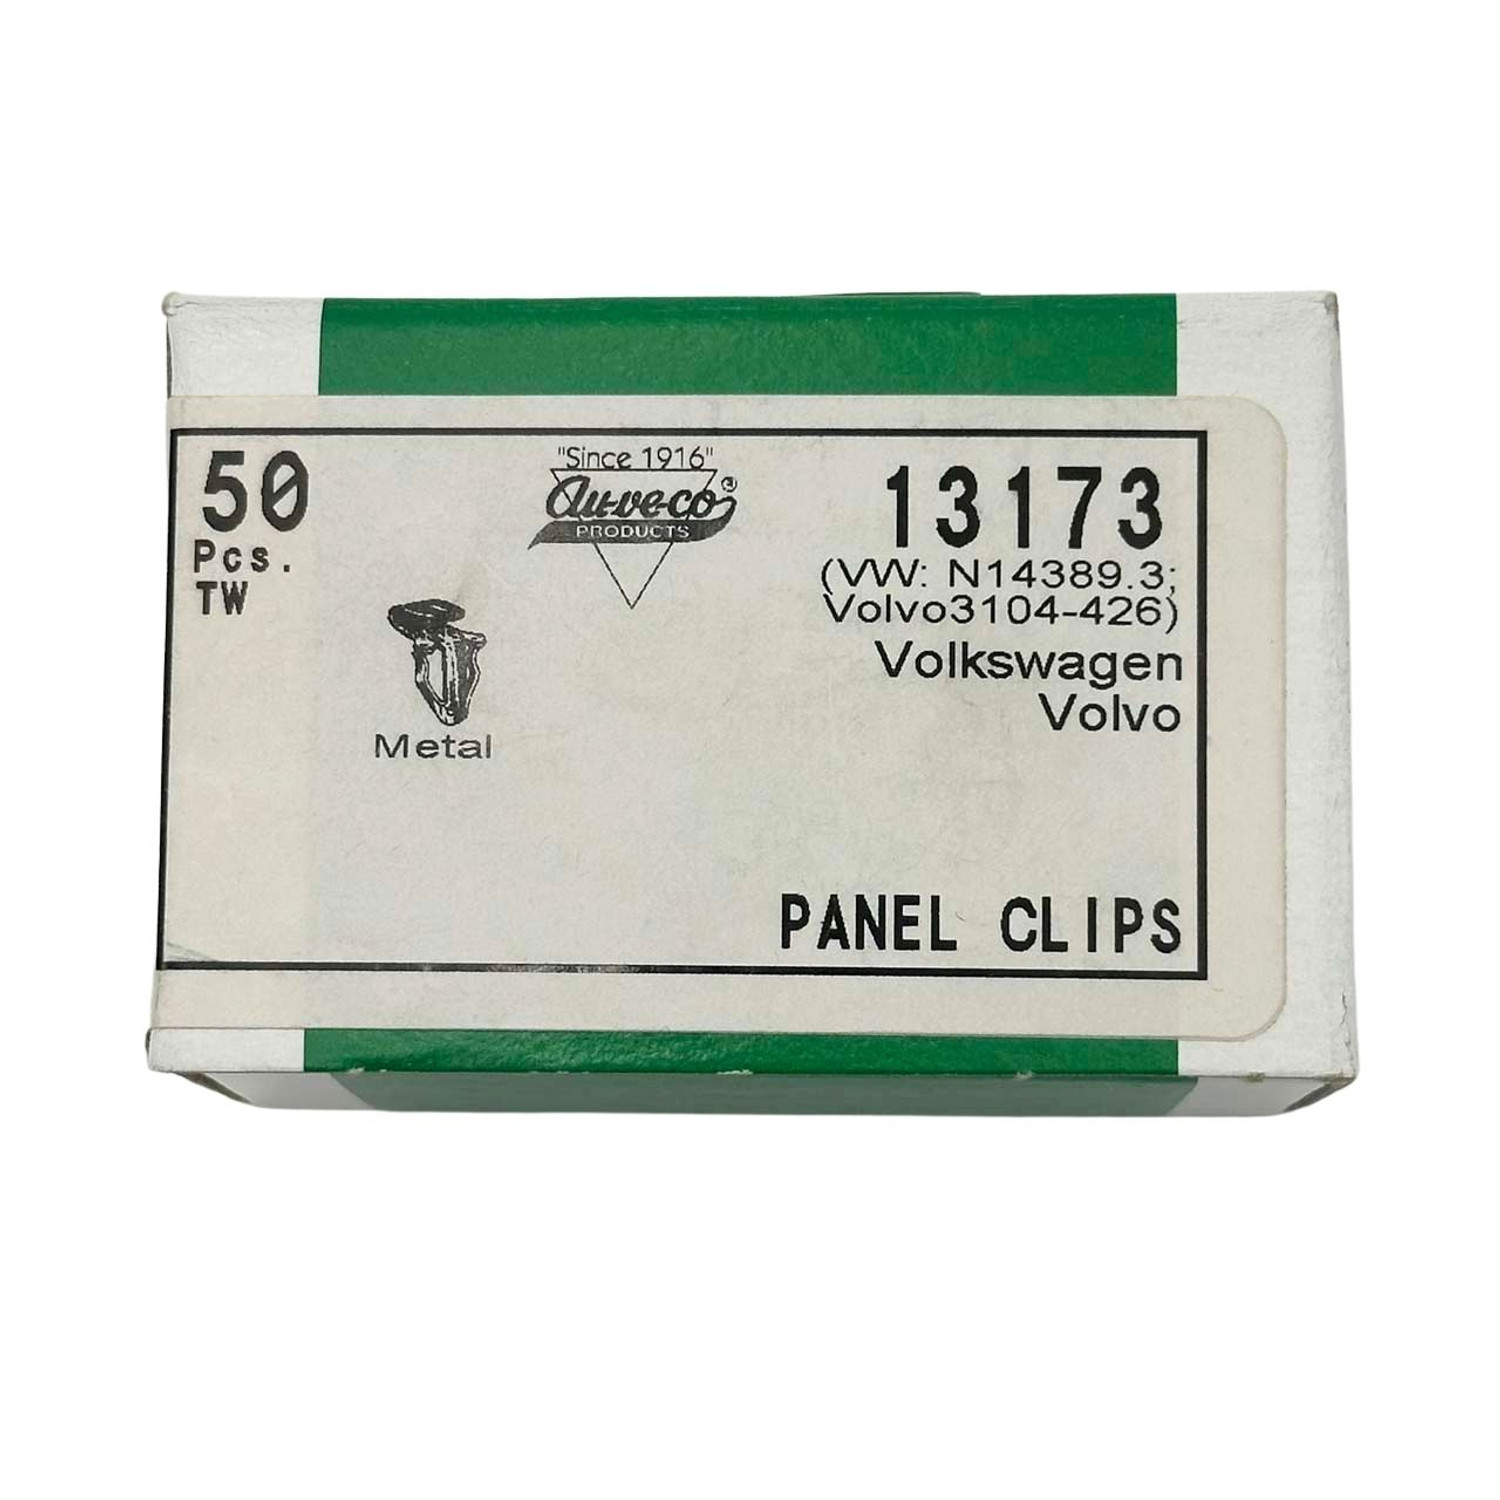 50
Pcs.
TW
"Since 1916"
Au-ve-co®
PRODUCTS
13173
(VW: N14389.3;
Volvo3104-426)
Volkswagen
Volvo
Metal
PANEL CLIPS